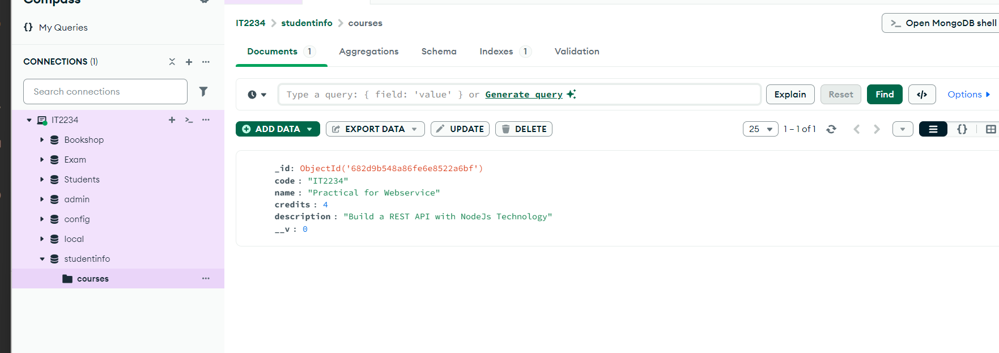 Compass
{} My Queries
CONNECTIONS (1)
Search connections
IT2234
Bookshop
Exam
Students
admin
config
local
studentinfo
courses
IT2234 > studentinfo > courses
>_ Open MongoDB shell
Documents 1 Aggregations Schema Indexes 1 Validation
Type a query: { field: 'value' } or Generate query
Explain Reset Find </> Options
ADD DATA EXPORT DATA UPDATE DELETE
25 1 – 1 of 1 {}
_id: ObjectId('682d9b548a86fe6e8522a6bf')
code : "IT2234"
name : "Practical for Webservice"
credits : 4
description : "Build a REST API with NodeJs Technology"
__v : 0